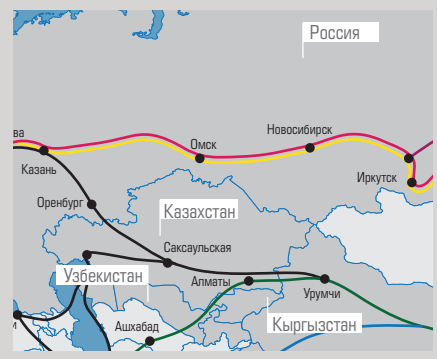 Россия
Новосибирск
ва
Омск
Казань
Иркутск
Оренбург
Казахстан
Саксаульская
Узбекистан
Алматы
Урумчи
Ашхабад
Кыргызстан